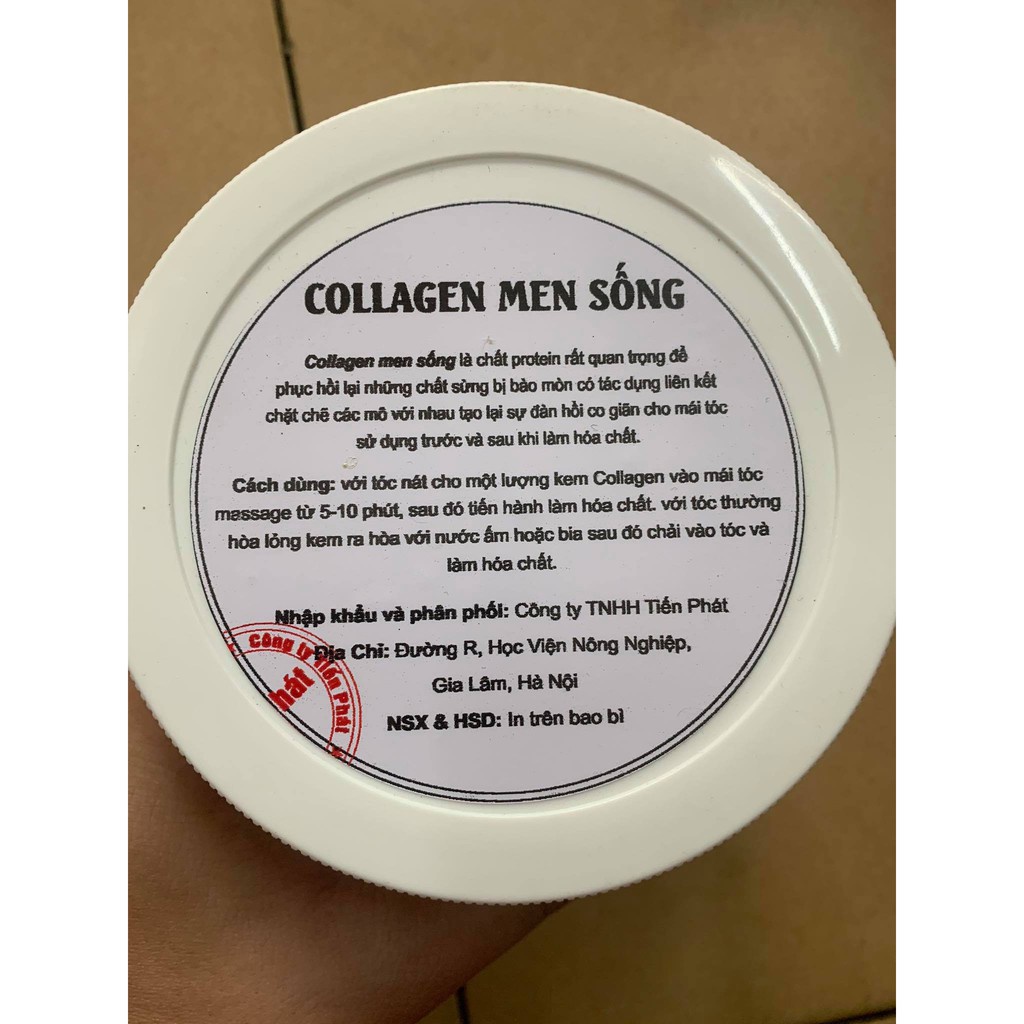 COLLAGEN MEN SỐNG
Collagen men sống là chất protein rất quan trọng để
phục hồi lại những chất sừng bị bào mòn có tác dụng liên kết
chặt chẽ các mô với nhau tạo lại sự đàn hồi co giãn cho mái tóc
sử dụng trước và sau khi làm hóa chất.
Cách dùng: với tóc nát cho một lượng kem Collagen vào mái tóc
massage từ 5-10 phút, sau đó tiến hành làm hóa chất. với tóc thường
hòa lỏng kem ra hòa với nước ấm hoặc bia sau đó chải vào tóc và
làm hóa chất.
Nhập khẩu và phân phối: Công ty TNHH Tiến Phát
Địa Chỉ: Đường R, Học Viện Nông Nghiệp,
Gia Lâm, Hà Nội
NSX & HSD: In trên bao bì
Công ty Tiến Phát
hát